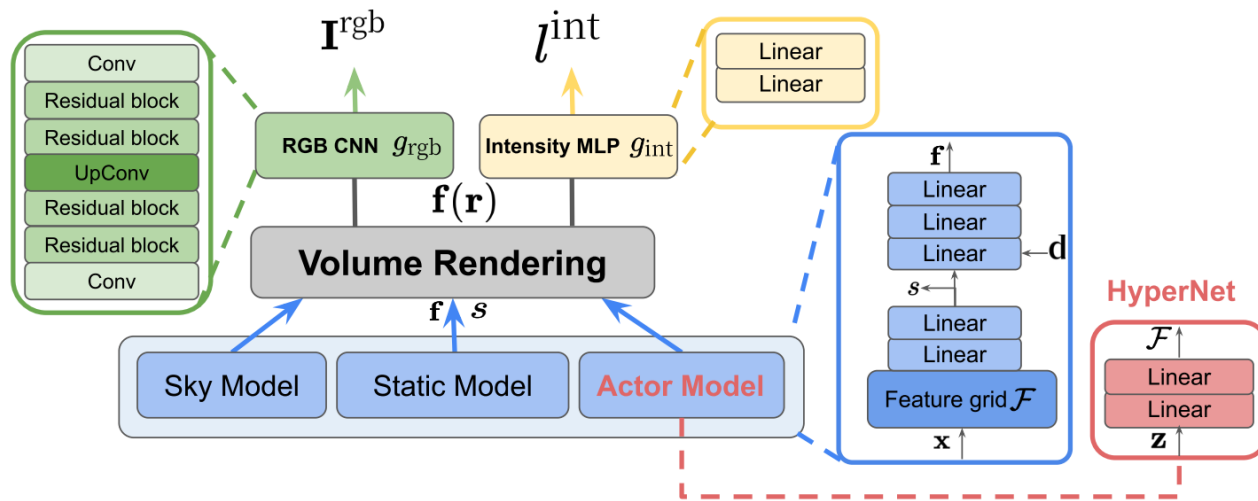 I^rgb
l^int
Conv
Residual block
Residual block
UpConv
Residual block
Residual block
Conv
RGB CNN g_rgb
Intensity MLP g_int
Linear
Linear
f(r)
Volume Rendering
f s
Sky Model
Static Model
Actor Model
f
Linear
Linear
Linear
d
s
Linear
Linear
Feature grid F
x
HyperNet
F
Linear
Linear
z